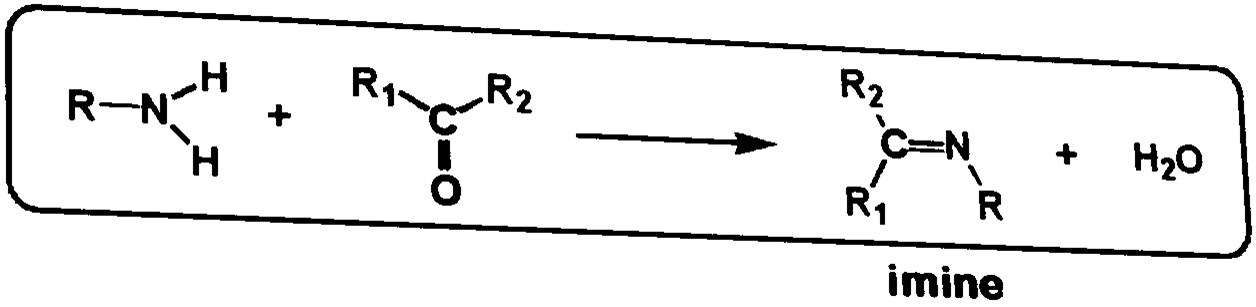 R—N H H + R₁ C R₂ O → R₂ C=N R₁ R + H₂O
imine